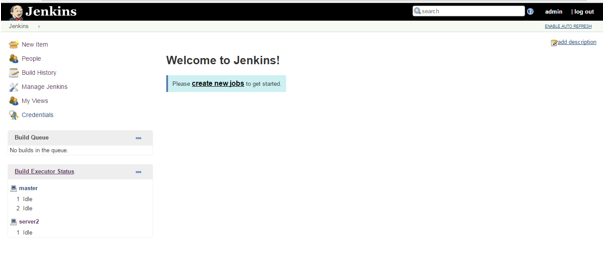 Jenkins
search
admin
| log out
Jenkins
ENABLE AUTO REFRESH
New Item
People
Build History
Manage Jenkins
My Views
Credentials
add description
Welcome to Jenkins!
Please create new jobs to get started.
Build Queue
No builds in the queue.
Build Executor Status
master
1 Idle
2 Idle
server2
1 Idle